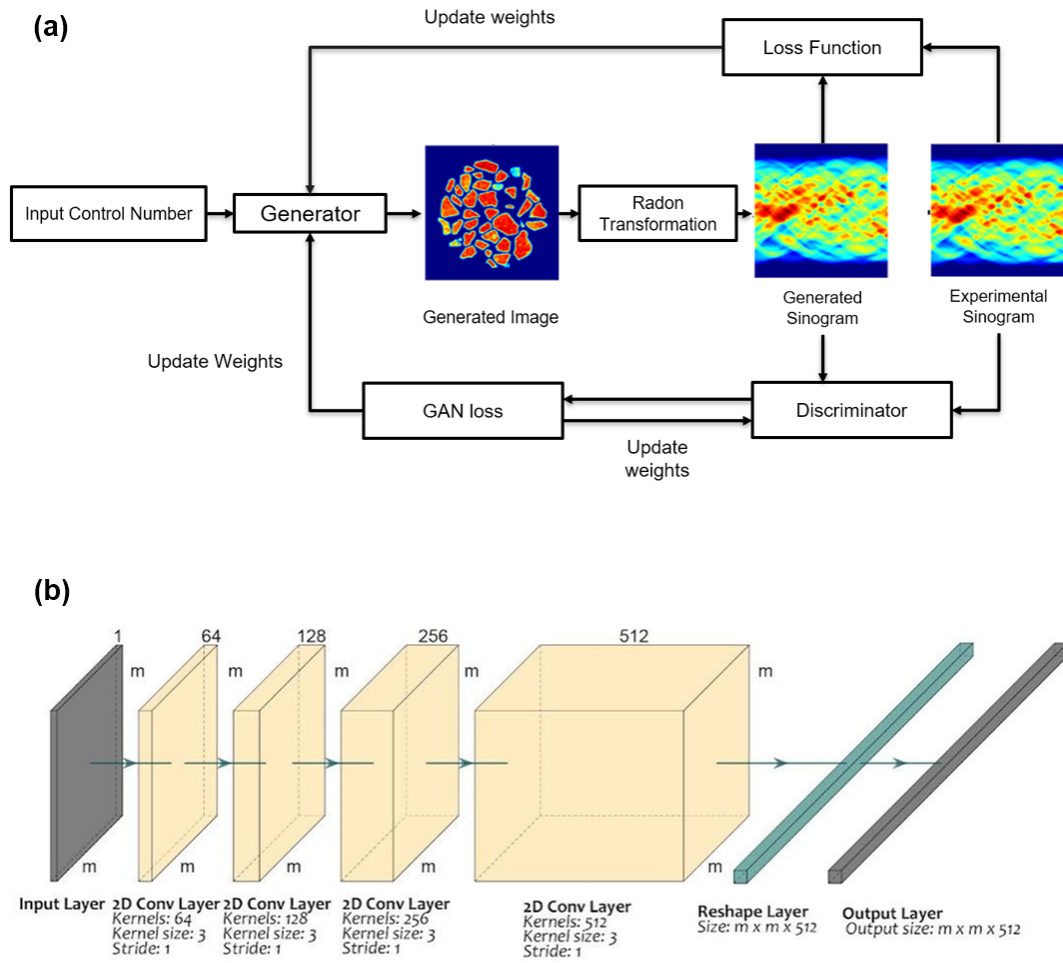 (a)
Update weights
Loss Function
Input Control Number
Generator
Radon
Transformation
Generated Image
Generated
Sinogram
Experimental
Sinogram
Update Weights
GAN loss
Discriminator
Update
weights
(b)
1
64
128
256
512
m
m
m
m
m
m
m
m
m
m
Input Layer
2D Conv Layer
Kernels: 64
Kernel size: 3
Stride: 1
2D Conv Layer
Kernels: 128
Kernel size: 3
Stride: 1
2D Conv Layer
Kernels: 256
Kernel size: 3
Stride: 1
2D Conv Layer
Kernels: 512
Kernel size: 3
Stride: 1
Reshape Layer
Size: m x m x 512
Output Layer
Output size: m x m x 512